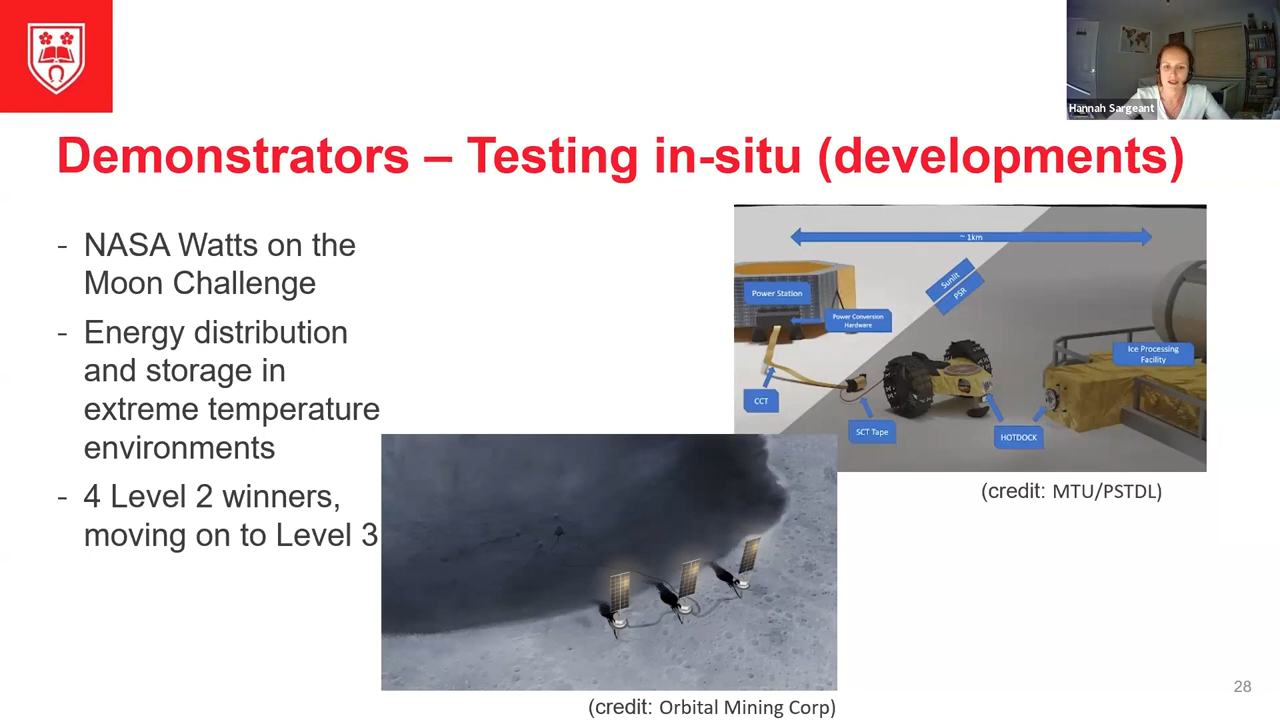 Hannah Sargeant
Demonstrators – Testing in-situ (developments)
- NASA Watts on the
Moon Challenge
- Energy distribution
and storage in
extreme temperature
environments
- 4 Level 2 winners,
moving on to Level 3
~ 1km
Sunlit
PSR
Power Station
Power Conversion
Hardware
Ice Processing
Facility
CCT
SCT Tape
HOTDOCK
(credit: MTU/PSTDL)
(credit: Orbital Mining Corp)
28